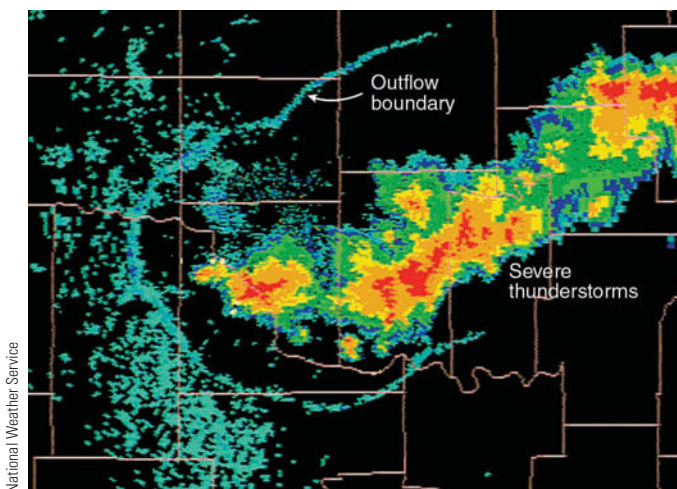 Outflow
boundary
Severe
thunderstorms
National Weather Service